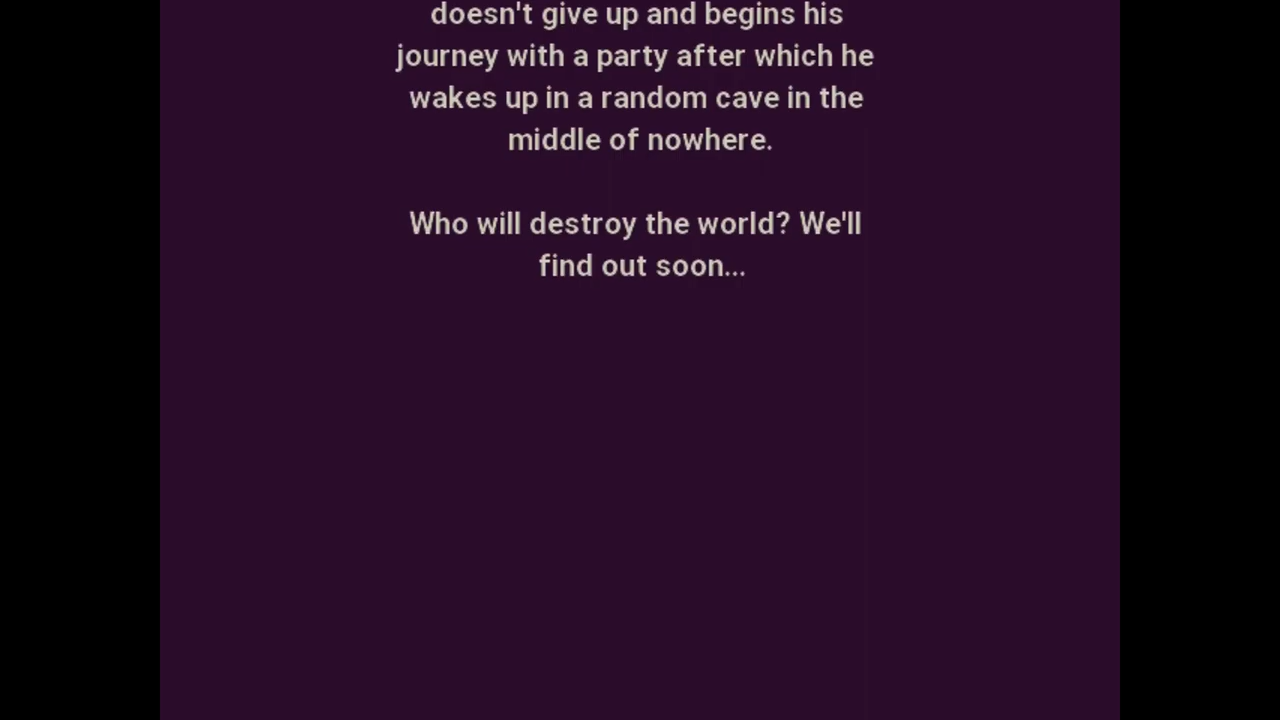 doesn't give up and begins his
journey with a party after which he
wakes up in a random cave in the
middle of nowhere.
Who will destroy the world? We'll
find out soon...